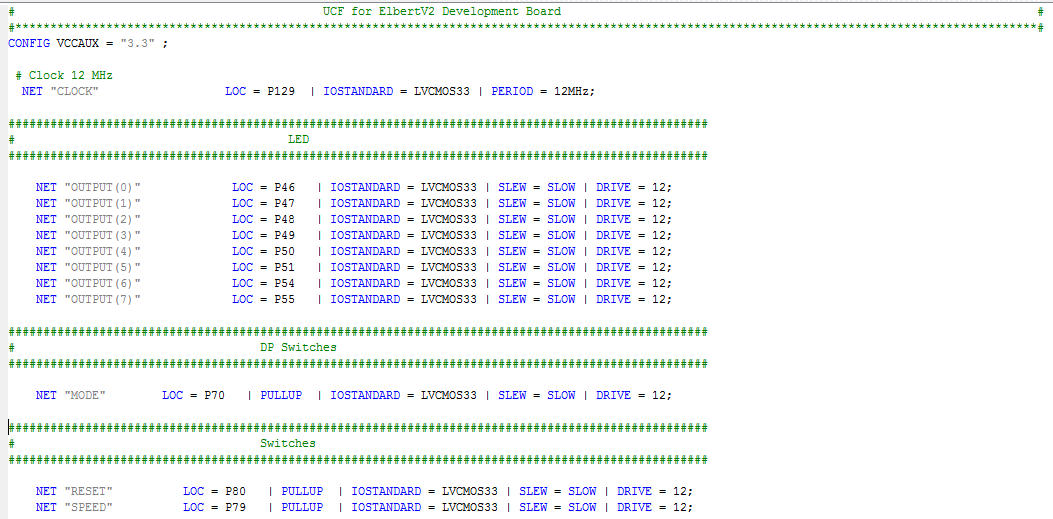 # UCF for ElbertV2 Development Board #
#****************************************************************************************************************************************************#
CONFIG VCCAUX = "3.3" ;
# Clock 12 MHz
NET "CLOCK" LOC = P129 | IOSTANDARD = LVCMOS33 | PERIOD = 12MHz;
####################################################################################################
# LED
####################################################################################################
NET "OUTPUT(0)" LOC = P46 | IOSTANDARD = LVCMOS33 | SLEW = SLOW | DRIVE = 12;
NET "OUTPUT(1)" LOC = P47 | IOSTANDARD = LVCMOS33 | SLEW = SLOW | DRIVE = 12;
NET "OUTPUT(2)" LOC = P48 | IOSTANDARD = LVCMOS33 | SLEW = SLOW | DRIVE = 12;
NET "OUTPUT(3)" LOC = P49 | IOSTANDARD = LVCMOS33 | SLEW = SLOW | DRIVE = 12;
NET "OUTPUT(4)" LOC = P50 | IOSTANDARD = LVCMOS33 | SLEW = SLOW | DRIVE = 12;
NET "OUTPUT(5)" LOC = P51 | IOSTANDARD = LVCMOS33 | SLEW = SLOW | DRIVE = 12;
NET "OUTPUT(6)" LOC = P54 | IOSTANDARD = LVCMOS33 | SLEW = SLOW | DRIVE = 12;
NET "OUTPUT(7)" LOC = P55 | IOSTANDARD = LVCMOS33 | SLEW = SLOW | DRIVE = 12;
####################################################################################################
# DP Switches
####################################################################################################
NET "MODE" LOC = P70 | PULLUP | IOSTANDARD = LVCMOS33 | SLEW = SLOW | DRIVE = 12;
####################################################################################################
# Switches
####################################################################################################
NET "RESET" LOC = P80 | PULLUP | IOSTANDARD = LVCMOS33 | SLEW = SLOW | DRIVE = 12;
NET "SPEED" LOC = P79 | PULLUP | IOSTANDARD = LVCMOS33 | SLEW = SLOW | DRIVE = 12;